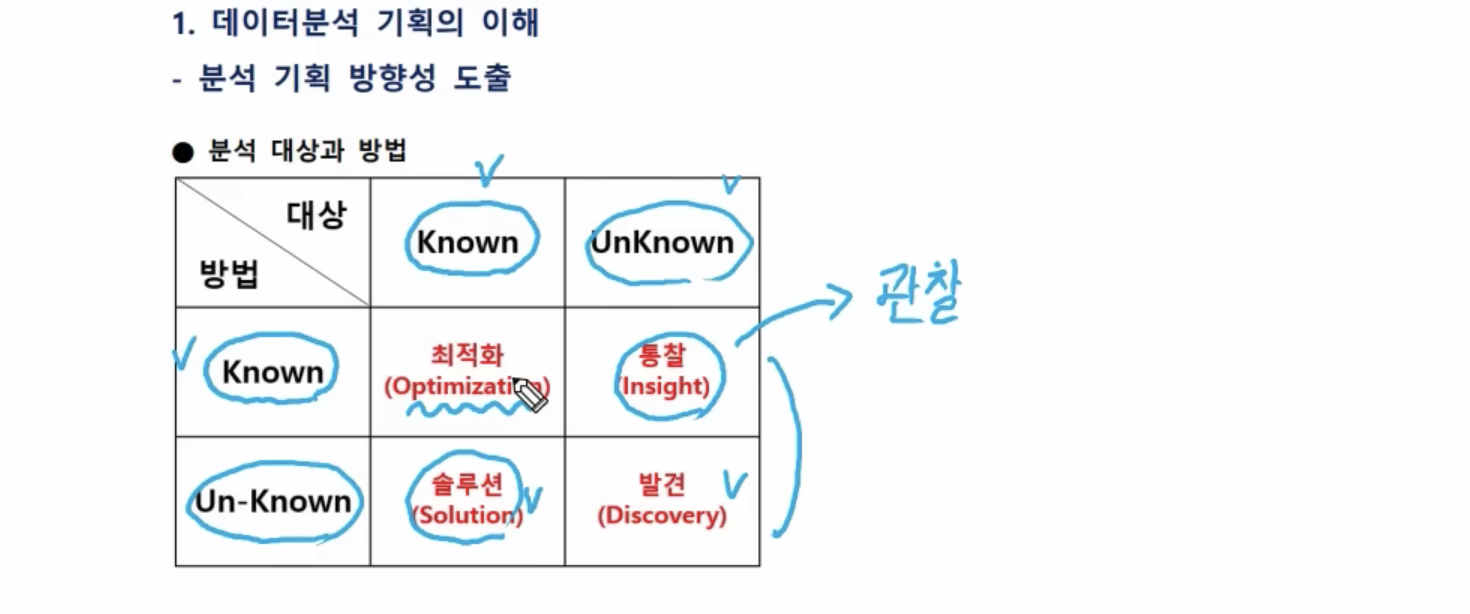 1. 데이터분석 기획의 이해
- 분석 기획 방향성 도출
● 분석 대상과 방법
대상
방법
Known
UnKnown
관찰
Known
최적화
(Optimization)
통찰
(Insight)
Un-Known
솔루션
(Solution)
발견
(Discovery)